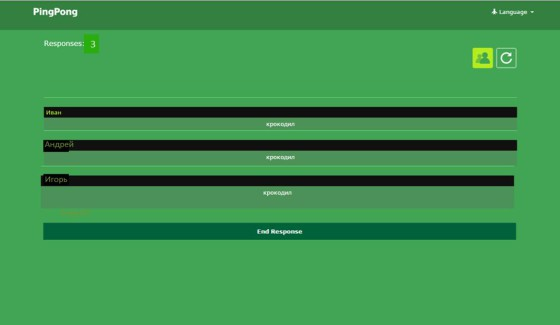 PingPong
Language
Responses: 3
Иван
крокодил
Андрей
крокодил
Игорь
крокодил
End Response